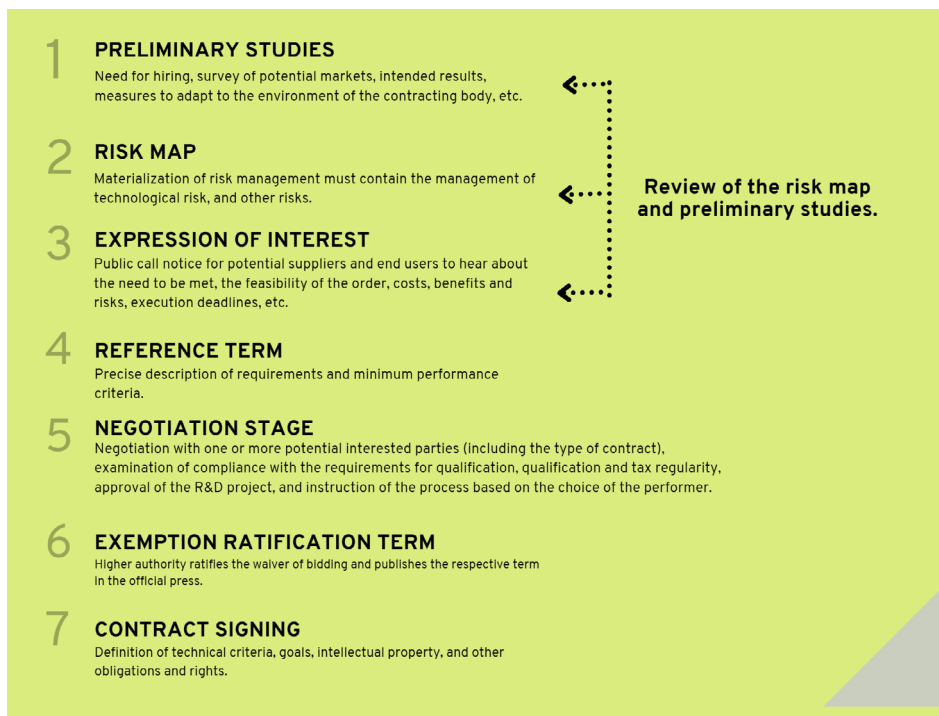 1
PRELIMINARY STUDIES
Need for hiring, survey of potential markets, intended results,
measures to adapt to the environment of the contracting body, etc.
2
RISK MAP
Materialization of risk management must contain the management of
technological risk, and other risks.
Review of the risk map
and preliminary studies.
3
EXPRESSION OF INTEREST
Public call notice for potential suppliers and end users to hear about
the need to be met, the feasibility of the order, costs, benefits and
risks, execution deadlines, etc.
4
REFERENCE TERM
Precise description of requirements and minimum performance
criteria.
5
NEGOTIATION STAGE
Negotiation with one or more potential interested parties (including the type of contract),
examination of compliance with the requirements for qualification, qualification and tax regularity,
approval of the R&D project, and instruction of the process based on the choice of the performer.
6
EXEMPTION RATIFICATION TERM
Higher authority ratifies the waiver of bidding and publishes the respective term
in the official press.
7
CONTRACT SIGNING
Definition of technical criteria, goals, intellectual property, and other
obligations and rights.